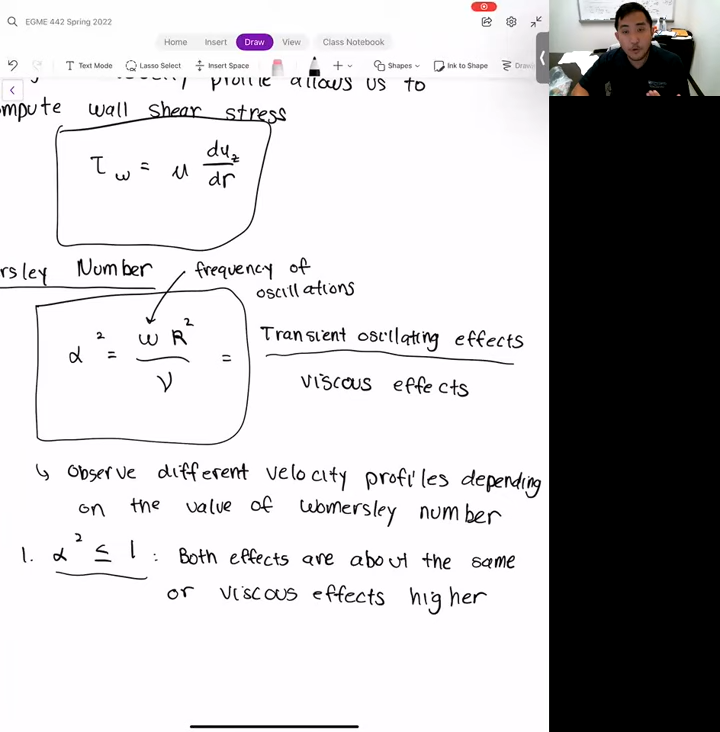 EGME 442 Spring 2022
Home Insert Draw View Class Notebook
Text Mode Lasso Select Insert Space Shapes Ink to Shape
profile allows us to
wall shear stress
τw = μ duz/dr
Number
frequency of
oscillations
α² = ωR²/ν = Transient oscillating effects / viscous effects
↳ Observe different velocity profiles depending
on the value of Womersley number
1. α² ≤ 1 : Both effects are about the same
or viscous effects higher